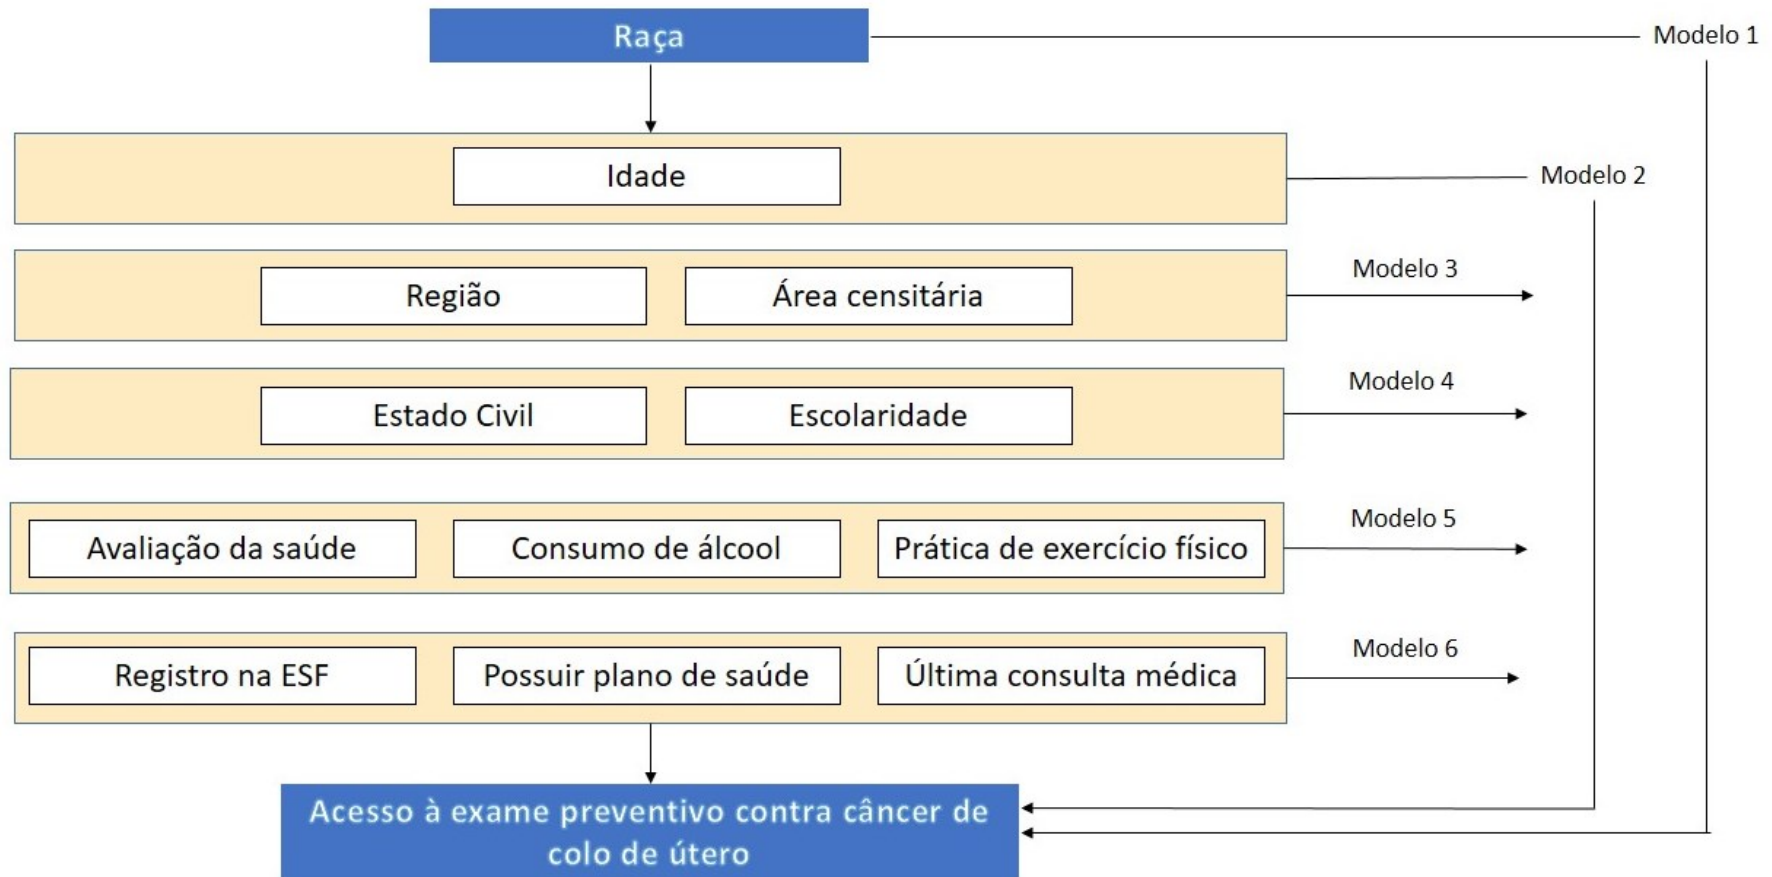 Raça
Modelo 1
Idade
Modelo 2
Região
Área censitária
Modelo 3
Estado Civil
Escolaridade
Modelo 4
Avaliação da saúde
Consumo de álcool
Prática de exercício físico
Modelo 5
Registro na ESF
Possuir plano de saúde
Última consulta médica
Modelo 6
Acesso à exame preventivo contra câncer de
colo de útero